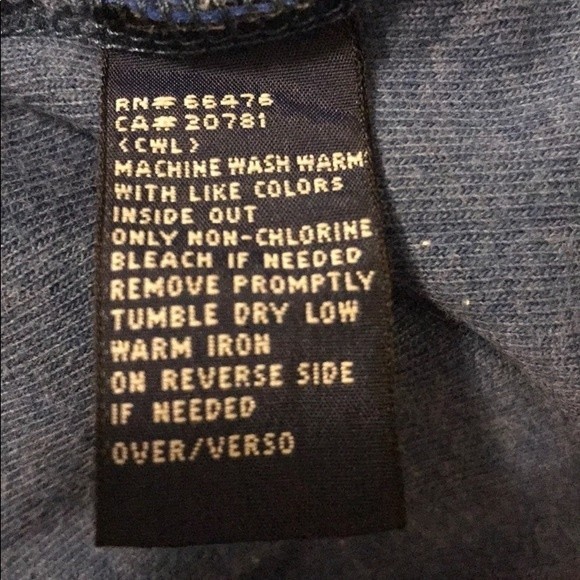 RN# 66476
CA# 20781
<CWL>
MACHINE WASH WARM
WITH LIKE COLORS
INSIDE OUT
ONLY NON-CHLORINE
BLEACH IF NEEDED
REMOVE PROMPTLY
TUMBLE DRY LOW
WARM IRON
ON REVERSE SIDE
IF NEEDED
OVER/VERSO